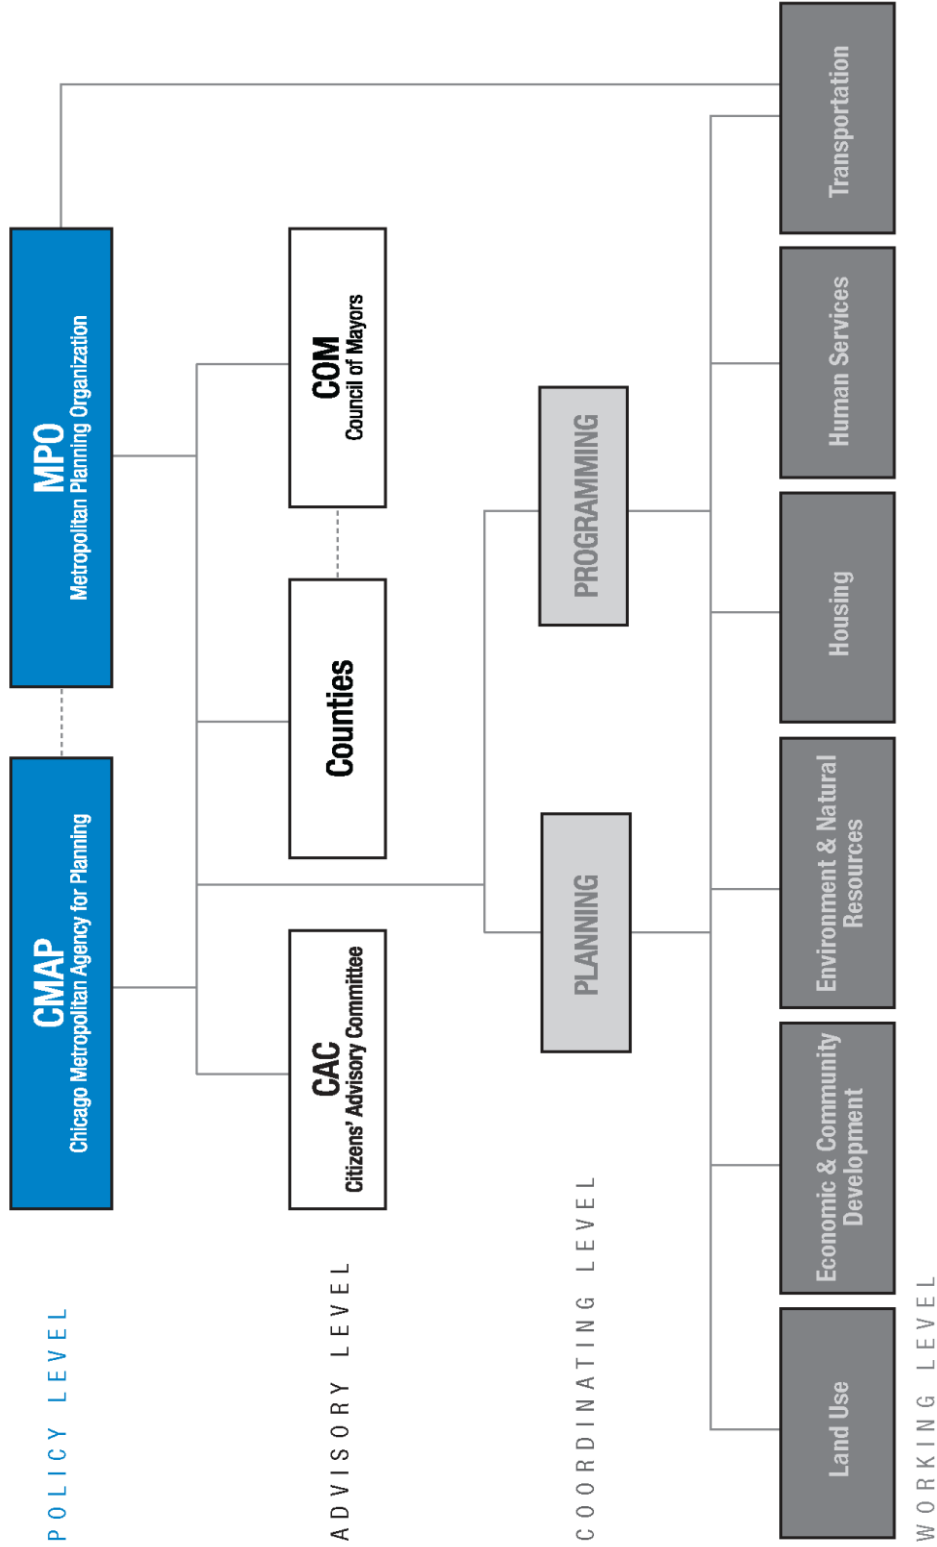 POLICY LEVEL
CMAP
Chicago Metropolitan Agency for Planning
MPO
Metropolitan Planning Organization
ADVISORY LEVEL
CAC
Citizens' Advisory Committee
Counties
COM
Council of Mayors
COORDINATING LEVEL
PLANNING
PROGRAMMING
Land Use
Economic & Community
Development
Environment & Natural
Resources
Housing
Human Services
Transportation
WORKING LEVEL